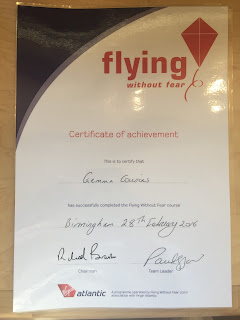 flying
without fear
Certificate of achievement
This is to certify that
Gemma Cousins
has successfully completed the Flying Without Fear course
Birmingham 28th February 2016
Chairman
Team Leader
virgin atlantic